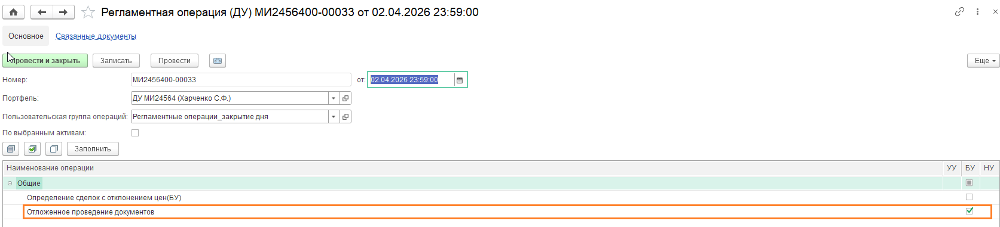 Регламентная операция (ДУ) МИ2456400-00033 от 02.04.2026 23:59:00
Основное Связанные документы
Провести и закрыть Записать Провести Еще
Номер: МИ2456400-00033 от: 02.04.2026 23:59:00
Портфель: ДУ МИ24564 (Харченко С.Ф.)
Пользовательская группа операций: Регламентные операции_закрытие дня
По выбранным активам:
Заполнить
Наименование операции УУ БУ НУ
Общие
Определение сделок с отклонением цен(БУ)
Отложенное проведение документов